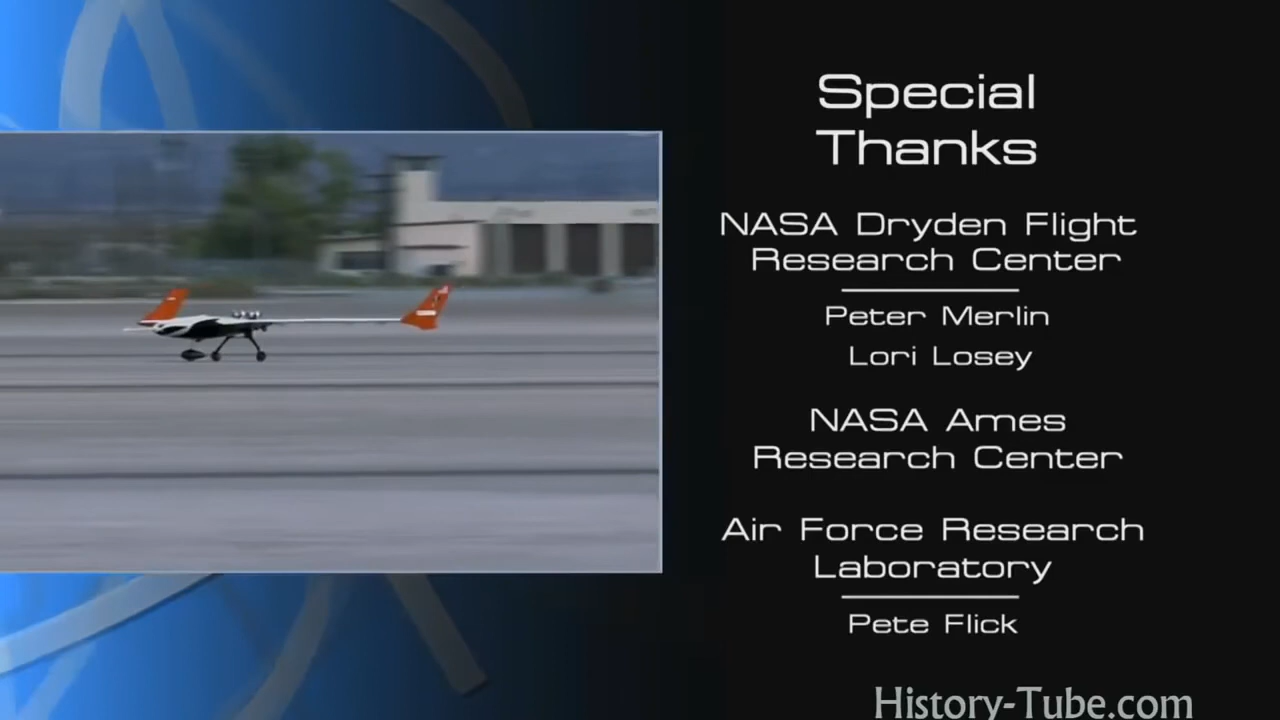 Special
Thanks
NASA Dryden Flight
Research Center
Peter Merlin
Lori Losey
NASA Ames
Research Center
Air Force Research
Laboratory
Pete Flick
History-Tube.com